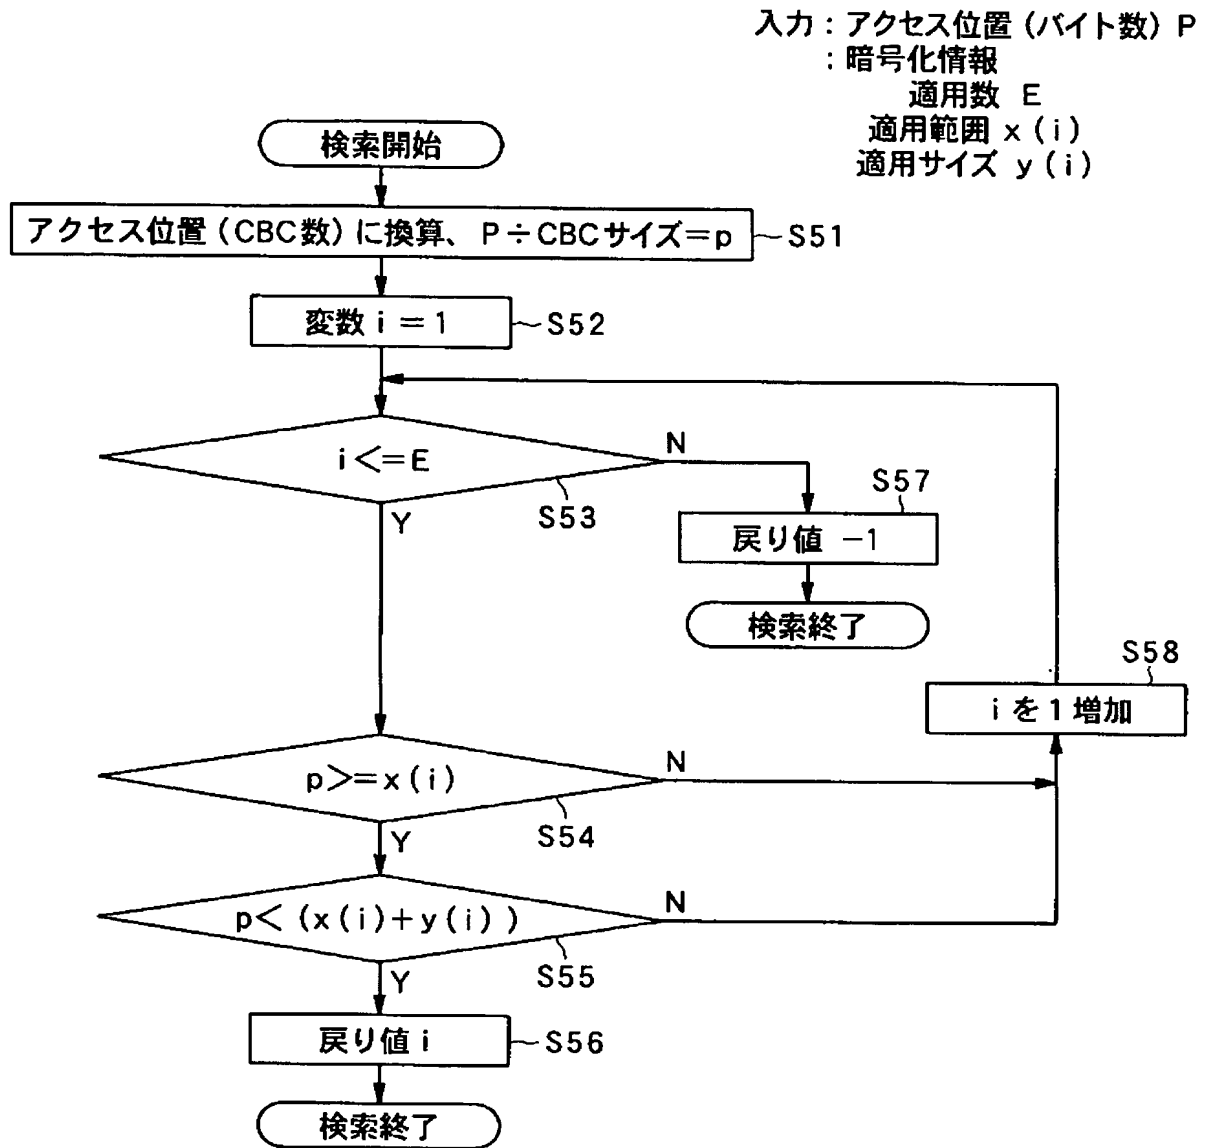 入力：アクセス位置（バイト数）P
：暗号化情報
適用数 E
適用範囲 x(i)
適用サイズ y(i)
検索開始
アクセス位置（CBC数）に換算、P÷CBCサイズ=p
S51
変数 i = 1
S52
i<=E
N
S53
Y
S57
戻り値 -1
検索終了
S58
i を 1 増加
p>=x(i)
N
S54
Y
p<(x(i)+y(i))
N
S55
Y
戻り値 i
S56
検索終了